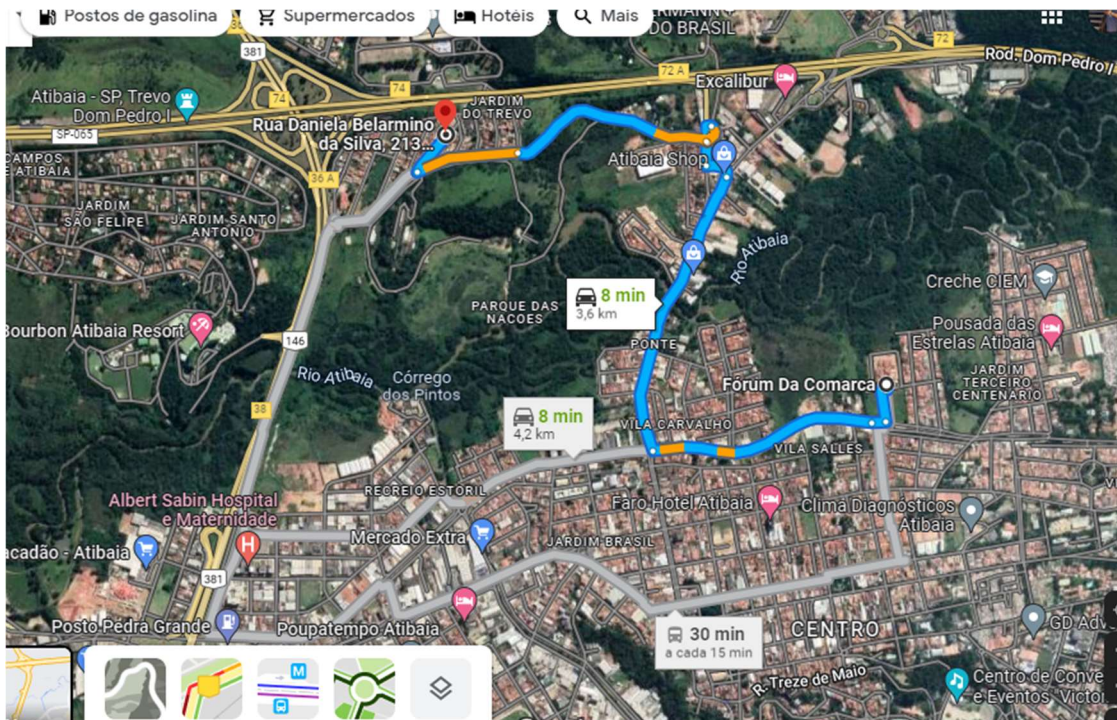 Postos de gasolina
Supermercados
Hotéis
Mais
DO BRASIL
381
72
72 A
Rod. Dom Pedro I
Excalibur
74
74
Atibaia - SP, Trevo
Dom Pedro I
JARDIM
DO TREVO
Rua Daniela Belarmino
da Silva, 213...
SP-065
CAMPOS
E ATIBAIA
36 A
Atibaia Shop
JARDIM
SÃO FELIPE
JARDIM SANTO
ANTONIO
Rio Atibaia
Creche CIEM
8 min
3,6 km
PARQUE DAS
NACOES
Bourbon Atibaia Resort
146
PONTE
Pousada das
Estrelas Atibaia
Rio Atibaia
Córrego
dos Pintos
Fórum Da Comarca
JARDIM
TERCEIRO
CENTENÁRIO
38
8 min
4,2 km
VILA CARVALHO
VILA SALLES
RECREIO ESTORIL
Albert Sabin Hospital
e Maternidade
Faro Hotel Atibaia
Clima Diagnósticos
Atibaia
Mercado Extra
JARDIM BRASIL
acadão - Atibaia
381
Posto Pedra Grande
Poupatempo Atibaia
30 min
a cada 15 min
CENTRO
GD Adv
R. Treze de Maio
Centro de Conve
e Eventos "Victor
M